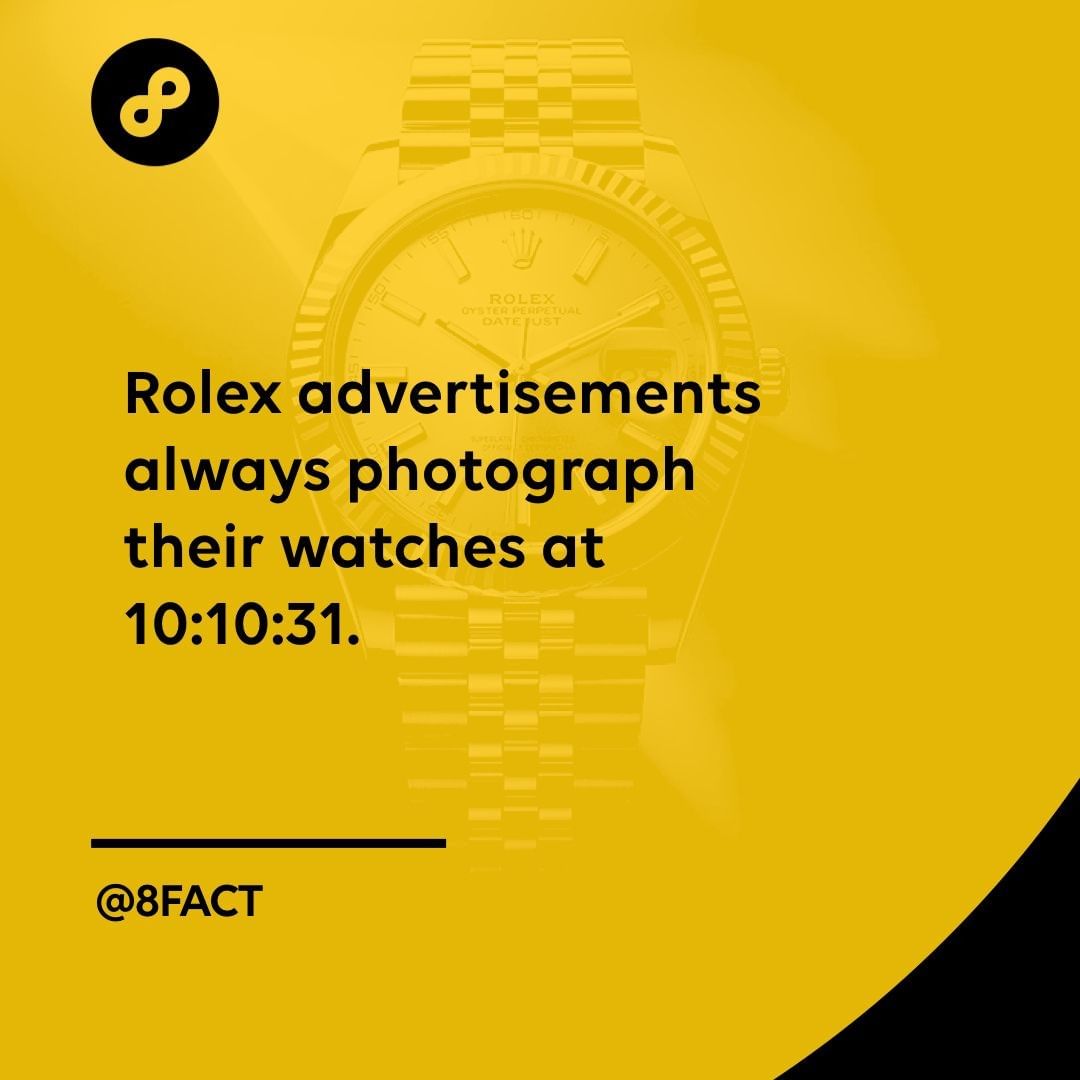 ROLEX
OYSTER PERPETUAL
DATEJUST
Rolex advertisements
always photograph
their watches at
10:10:31.
@8FACT